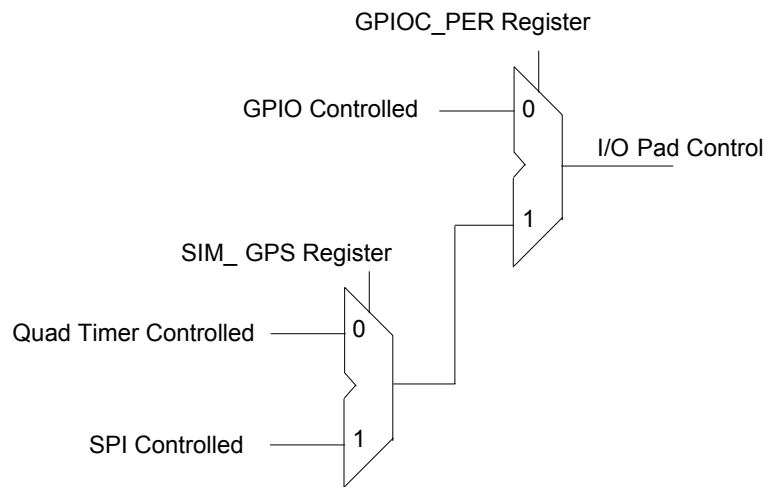 GPIOC_PER Register
GPIO Controlled
0
I/O Pad Control
1
SIM_ GPS Register
Quad Timer Controlled
0
SPI Controlled
1